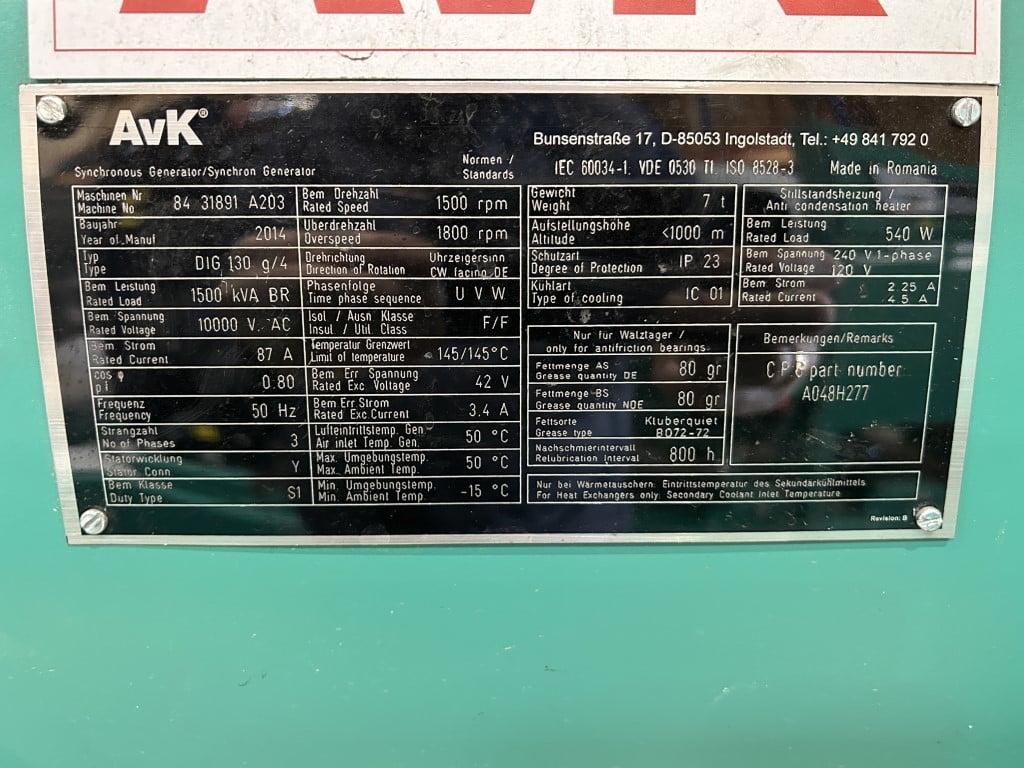 AvK
AvK®
Bunsenstraße 17, D-85053 Ingolstadt, Tel.: +49 841 792 0
Synchronous Generator/Synchron Generator
Normen /
Standards
IEC 60034-1. VDE 0530 T1. ISO 8528-3
Made in Romania
Maschinen Nr
Machine No
84 31891 A203
Baujahr
Year of Manuf
2014
Typ
Type
DIG 130 g/4
Bem Leistung
Rated Load
1500 kVA BR
Bem Spannung
Rated Voltage
10000 V AC
Bem. Strom
Rated Current
87 A
cos φ
p.f.
0.80
Frequenz
Frequency
50 Hz
Strangzahl
No of Phases
3
Statorwicklung
Stator Conn
Y
Bem Klasse
Duty Type
S1
Bem Drehzahl
Rated Speed
1500 rpm
Überdrehzahl
Overspeed
1800 rpm
Drehrichtung
Direction of Rotation
Uhrzeigersinn
CW facing DE
Phasenfolge
Time phase sequence
U V W
Isol / Ausn Klasse
Insul / Util Class
F/F
Temperatur Grenzwert
Limit of temperature
145/145°C
Bem Err Spannung
Rated Exc Voltage
42 V
Bem Err Strom
Rated Exc Current
3.4 A
Lufteintrittstemp. Gen
Air inlet Temp. Gen.
50 °C
Max. Umgebungstemp.
Max. Ambient Temp.
50 °C
Min. Umgebungstemp.
Min. Ambient Temp.
-15 °C
Gewicht
Weight
7 t
Aufstellungshöhe
Altitude
<1000 m
Schutzart
Degree of Protection
IP 23
Kühlart
Type of cooling
IC 01
Nur für Walzlager /
only for antifriction bearings
Fettmenge AS
Grease quantity DE
80 gr
Fettmenge BS
Grease quantity NDE
80 gr
Fettsorte
Grease type
Kluberquiet
BQ72-72
Nachschmierintervall
Relubrication Interval
800 h
Stillstandsheizung /
Anti condensation heater
Bem Leistung
Rated Load
540 W
Bem Spannung
Rated Voltage
240 V 1-phase
120 V
Bem Strom
Rated Current
2.25 A
4.5 A
Bemerkungen/Remarks
CPG part number
A048H277
Nur bei Wärmetauschern: Eintrittstemperatur des Sekundärkühlmittels
For Heat Exchangers only: Secondary Coolant Inlet Temperature
Revision: B